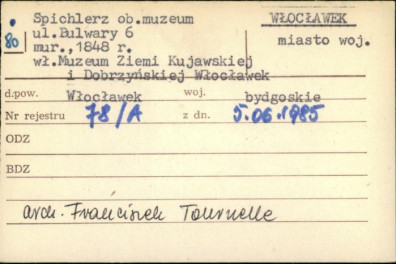 Spichlerz ob.muzeum
WŁOCŁAWEK
80
ul.Bulwary 6
miasto woj.
mur.,1848 r.
wł.Muzeum Ziemi Kujawskiej
i Dobrzyńskiej Włocławek
d.pow. Włocławek woj. bydgoskie
Nr rejestru 78/A z dn. 5.06.1985
ODZ
BDZ
arch. Franciszek Tournelle